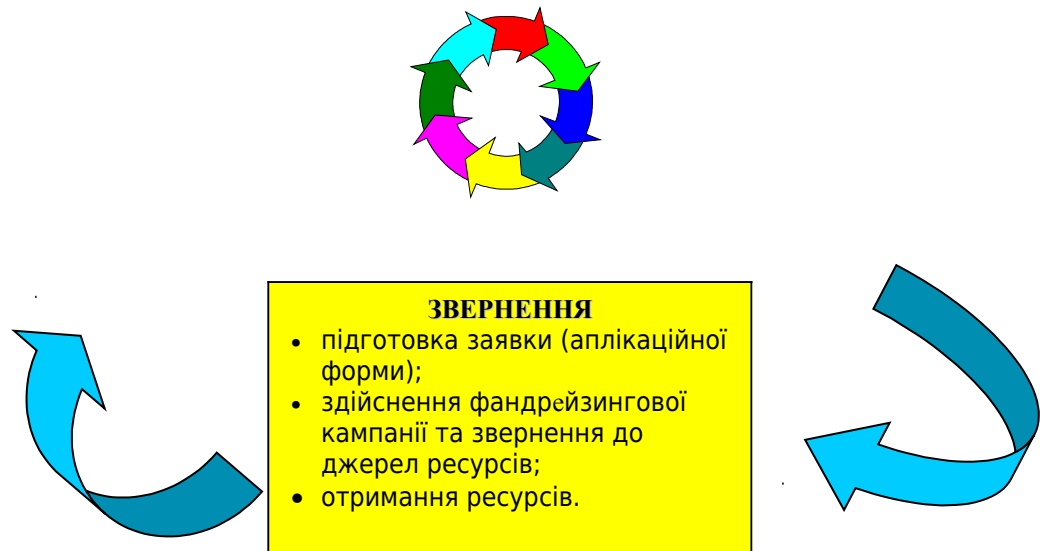 ЗВЕРНЕННЯ
• підготовка заявки (аплікаційної
форми);
• здійснення фандрейзингової
кампанії та звернення до
джерел ресурсів;
• отримання ресурсів.